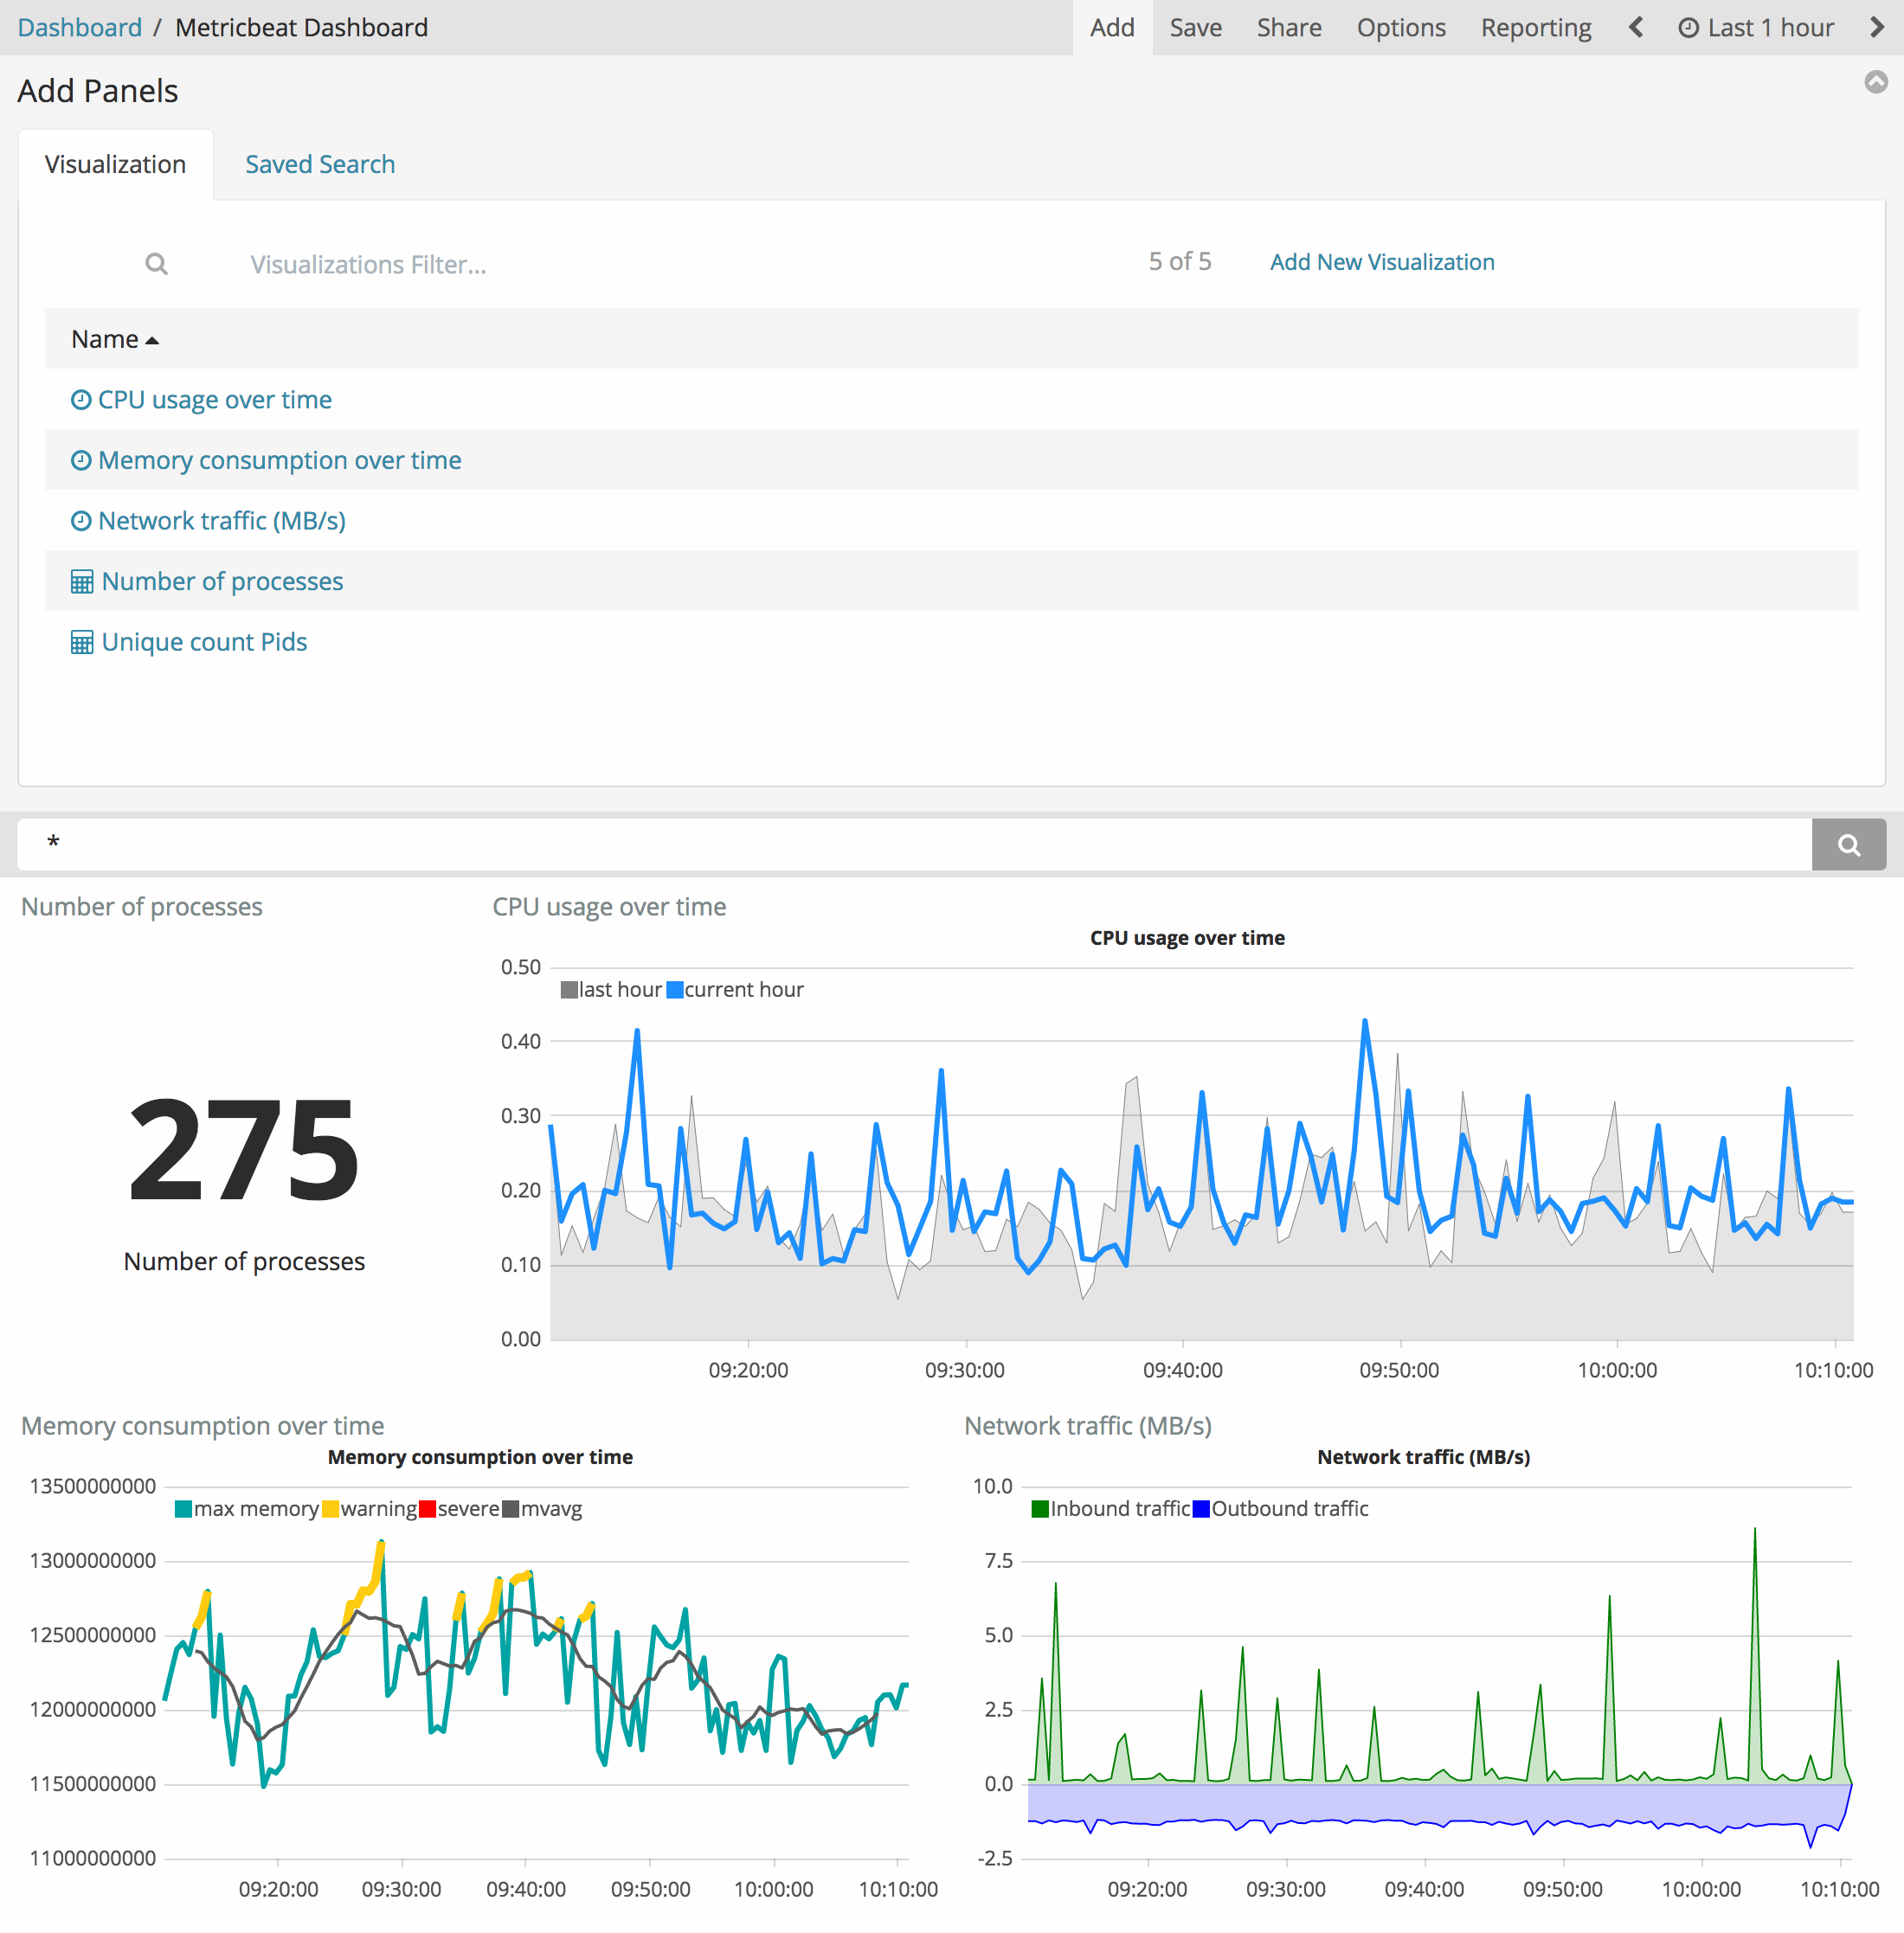 Dashboard / Metricbeat Dashboard Add Save Share Options Reporting Last 1 hour
Add Panels
Visualization Saved Search
Visualizations Filter... 5 of 5 Add New Visualization
Name
CPU usage over time
Memory consumption over time
Network traffic (MB/s)
Number of processes
Unique count Pids
*
Number of processes
275
Number of processes
CPU usage over time
CPU usage over time
last hour current hour
0.50
0.40
0.30
0.20
0.10
0.00
09:20:00 09:30:00 09:40:00 09:50:00 10:00:00 10:10:00
Memory consumption over time
Memory consumption over time
max memory warning severe mvavg
13500000000
13000000000
12500000000
12000000000
11500000000
11000000000
09:20:00 09:30:00 09:40:00 09:50:00 10:00:00 10:10:00
Network traffic (MB/s)
Network traffic (MB/s)
Inbound traffic Outbound traffic
10.0
7.5
5.0
2.5
0.0
-2.5
09:20:00 09:30:00 09:40:00 09:50:00 10:00:00 10:10:00